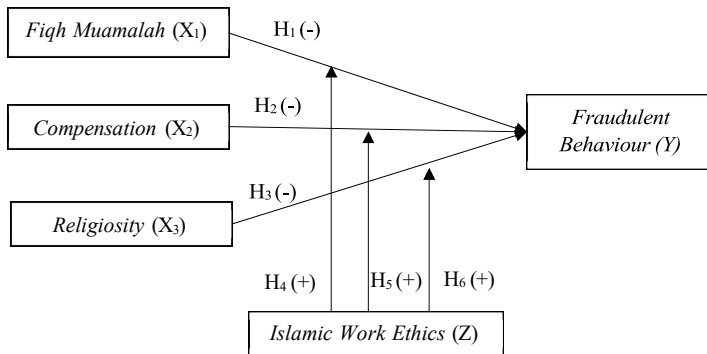 Fiqh Muamalah (X₁)
H₁ (-)
Compensation (X₂)
H₂ (-)
Fraudulent
Behaviour (Y)
Religiosity (X₃)
H₃ (-)
H₄ (+)
H₅ (+)
H₆ (+)
Islamic Work Ethics (Z)